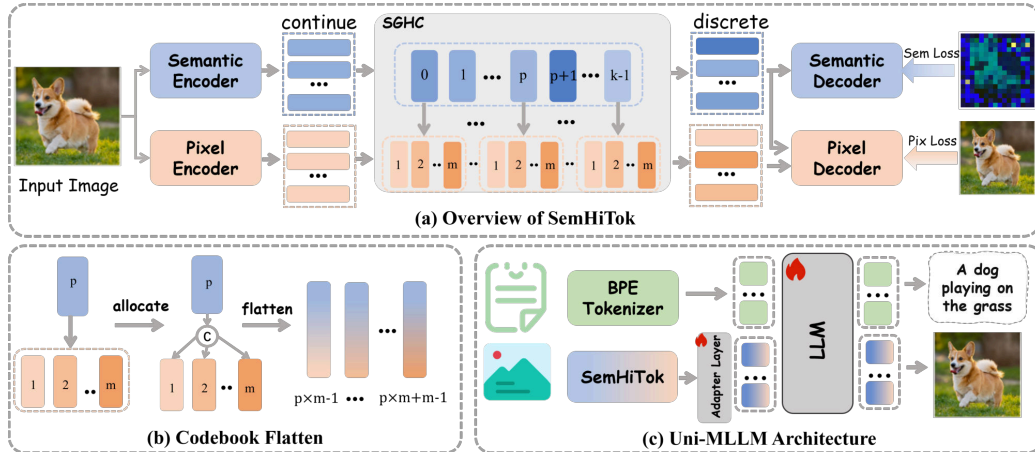 (a)
continue
SGHC
discrete
Input Image
Semantic
Encoder
Pixel
Encoder
0 1 ••• p p+1 ••• k-1
••• •••
1 2 •• m •• 1 2 •• m •• 1 2 •• m
Semantic
Decoder
Pixel
Decoder
Sem Loss
Pix Loss
(a) Overview of SemHiTok
p
allocate
p
flatten
C
1 2 •• m
1 2 •• m
•••
p×m-1 ••• p×m+m-1
(b) Codebook Flatten
BPE
Tokenizer
SemHiTok
Adapter Layer
LLM
A dog
playing on
the grass
(c) Uni-MLLM Architecture